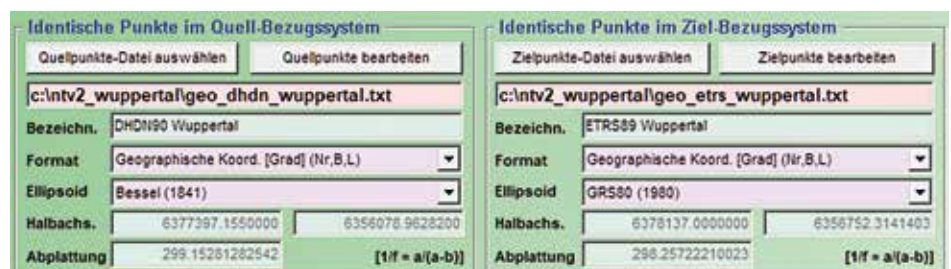 Identische Punkte im Quell-Bezugssystem
Quellpunkte-Datei auswählen
Quellpunkte bearbeiten
c:\ntv2_wuppertal\geo_dhdn_wuppertal.txt
Bezeichn. DHDN90 Wuppertal
Format Geographische Koord. [Grad] (Nr,B,L)
Ellipsoid Bessel (1841)
Halbachs. 6377397.1550000 6356078.9628200
Abplattung 299.15281282542 [1/f = a/(a-b)]
Identische Punkte im Ziel-Bezugssystem
Zielpunkte-Datei auswählen
Zielpunkte bearbeiten
c:\ntv2_wuppertal\geo_etrs_wuppertal.txt
Bezeichn. ETRS89 Wuppertal
Format Geographische Koord. [Grad] (Nr,B,L)
Ellipsoid GRS80 (1980)
Halbachs. 6378137.0000000 6356752.3141403
Abplattung 298.25722210023 [1/f = a/(a-b)]